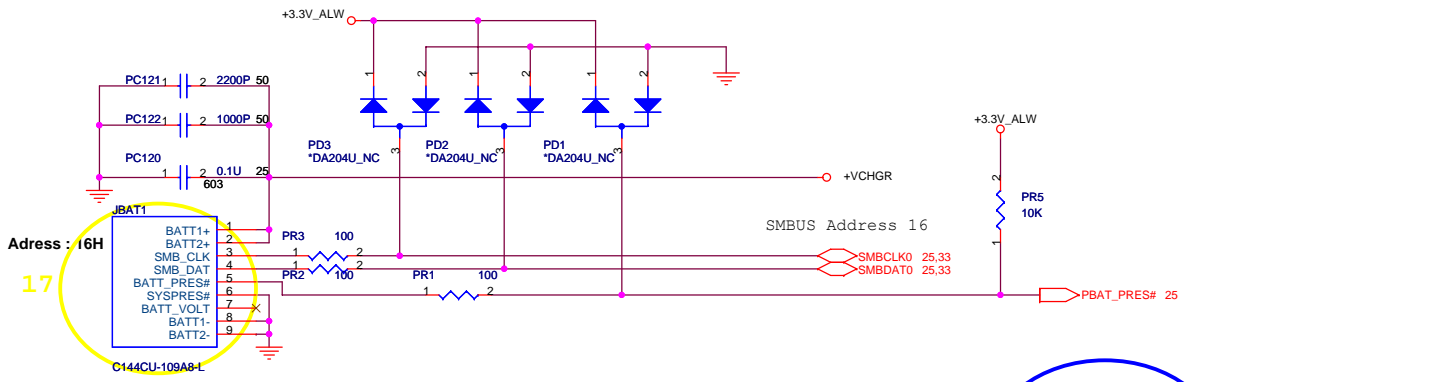 +3.3V_ALW
1 2 1 2 1 2
PC121 1 2 2200P 50
PC122 1 2 1000P 50
PC120
1 2 0.1U 25
603
PD3
*DA204U_NC
3
PD2
*DA204U_NC
3
PD1
*DA204U_NC
3
+3.3V_ALW
2
PR5
10K
1
+VCHGR
SMBUS Address 16
JBAT1
Adress : 16H
17
BATT1+ 1
BATT2+ 2
SMB_CLK 3
SMB_DAT 4
BATT_PRES# 5
SYSPRES# 6
BATT_VOLT 7
BATT1- 8
BATT2- 9
C144CU-109A8-L
PR3 100
1 2
1 2
PR2 100
PR1 100
1 2
SMBCLK0 25,33
SMBDAT0 25,33
PBAT_PRES# 25